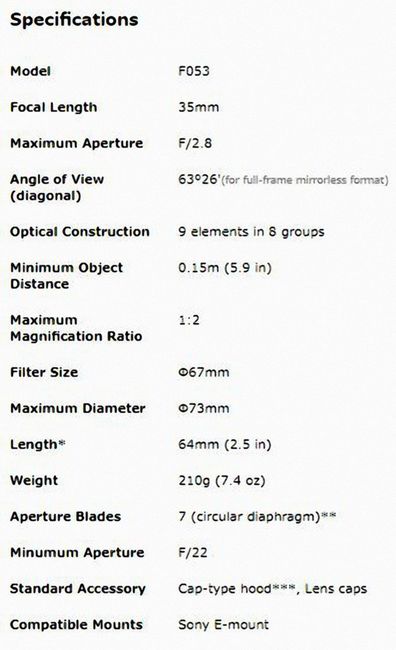 Specifications
Model F053
Focal Length 35mm
Maximum Aperture F/2.8
Angle of View 63º26'(for full-frame mirrorless format)
(diagonal)
Optical Construction 9 elements in 8 groups
Minimum Object 0.15m (5.9 in)
Distance
Maximum 1:2
Magnification Ratio
Filter Size Φ67mm
Maximum Diameter Φ73mm
Length* 64mm (2.5 in)
Weight 210g (7.4 oz)
Aperture Blades 7 (circular diaphragm)**
Minumum Aperture F/22
Standard Accessory Cap-type hood***, Lens caps
Compatible Mounts Sony E-mount